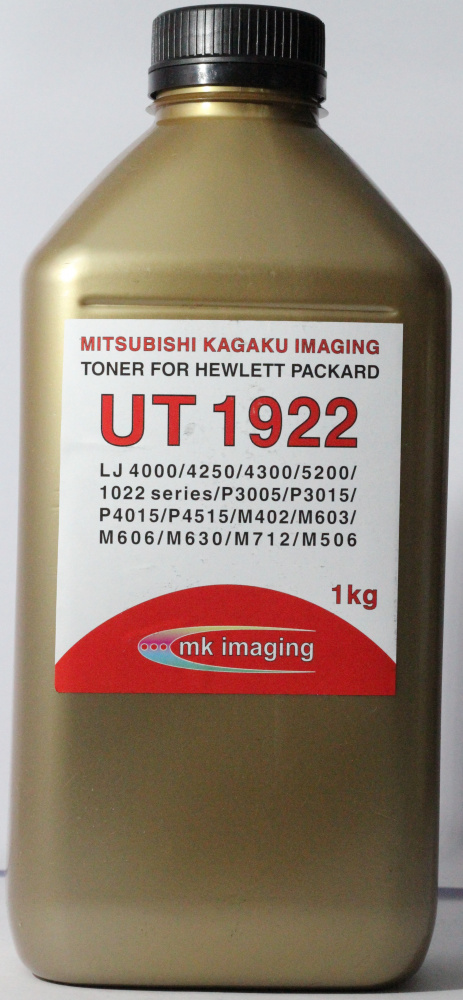 MITSUBISHI KAGAKU IMAGING
TONER FOR HEWLETT PACKARD
UT 1922
LJ 4000/4250/4300/5200/
1022 series/P3005/P3015/
P4015/P4515/M402/M603/
M606/M630/M712/M506
1kg
mk imaging